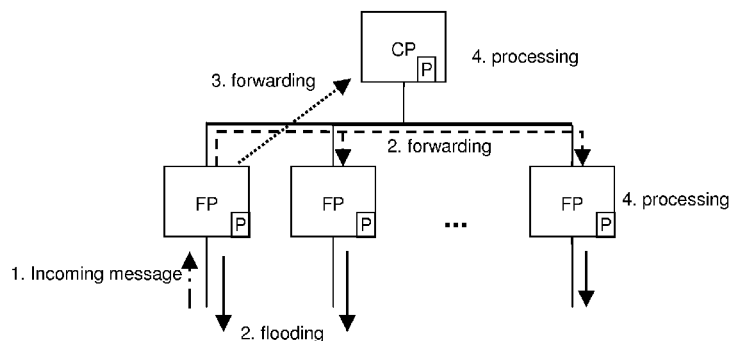 CP
P
4. processing
3. forwarding
2. forwarding
FP
P
FP
P
...
FP
P
4. processing
1. Incoming message
2. flooding